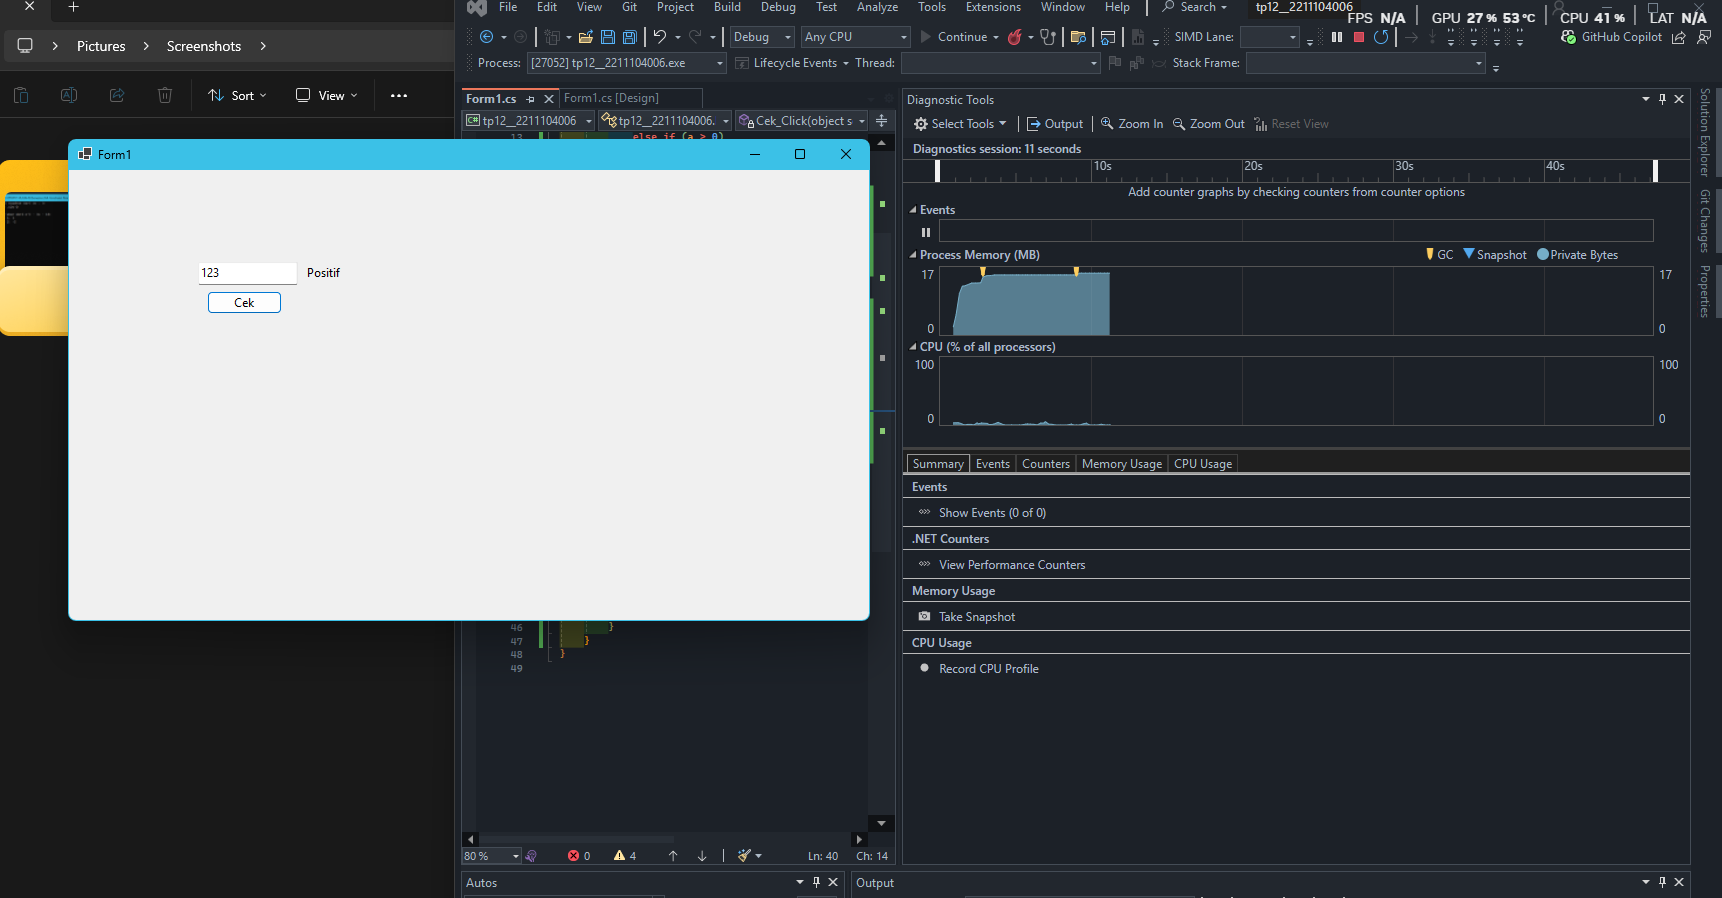 Pictures
Screenshots
Sort
View
File Edit View Git Project Build Debug Test Analyze Tools Extensions Window Help Search tp12__2211104006
FPS N/A GPU 27 % 53 °C CPU 41 % LAT N/A
Debug Any CPU Continue SIMD Lane: GitHub Copilot
Process: [27052] tp12__2211104006.exe Lifecycle Events Thread: Stack Frame:
Form1.cs Form1.cs [Design]
tp12__2211104006 tp12__2211104006. Cek_Click(object s
13 else if (a > 0)
Form1
123 Positif
Cek
46 }
47 }
48 }
49
80 % 0 4 Ln: 40 Ch: 14
Autos
Output
Diagnostic Tools
Select Tools Output Zoom In Zoom Out Reset View
Diagnostics session: 11 seconds
10s 20s 30s 40s
Add counter graphs by checking counters from counter options
Events
Process Memory (MB) GC Snapshot Private Bytes
17 17
0 0
CPU (% of all processors)
100 100
0 0
Summary Events Counters Memory Usage CPU Usage
Events
Show Events (0 of 0)
.NET Counters
View Performance Counters
Memory Usage
Take Snapshot
CPU Usage
Record CPU Profile
Solution Explorer
Git Changes
Properties